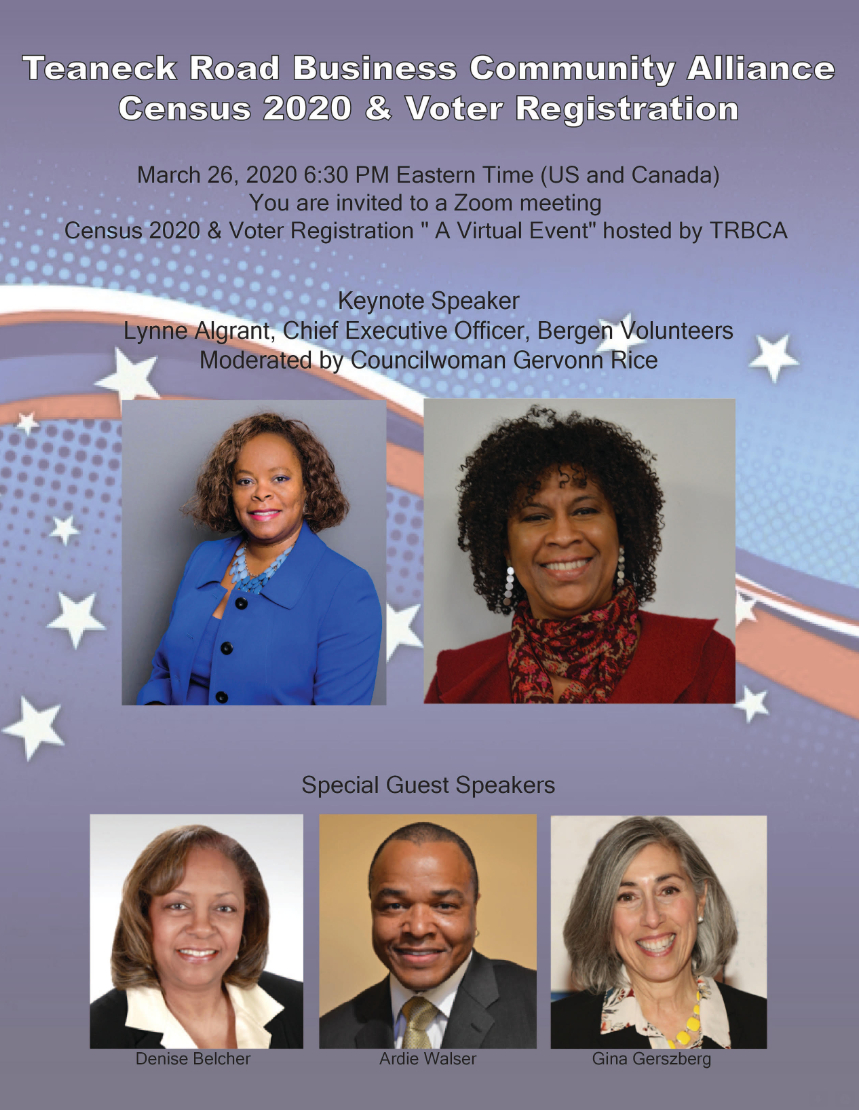 Teaneck Road Business Community Alliance
Census 2020 & Voter Registration
March 26, 2020 6:30 PM Eastern Time (US and Canada)
You are invited to a Zoom meeting
Census 2020 & Voter Registration " A Virtual Event" hosted by TRBCA
Keynote Speaker
Lynne Algrant, Chief Executive Officer, Bergen Volunteers
Moderated by Councilwoman Gervonn Rice
Special Guest Speakers
Denise Belcher
Ardie Walser
Gina Gerszberg